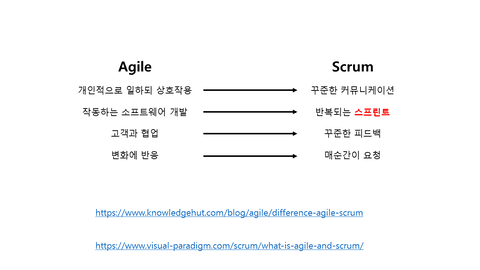 Agile Scrum
개인적으로 일하되 상호작용 꾸준한 커뮤니케이션
작동하는 소프트웨어 개발 반복되는 스프린트
고객과 협업 꾸준한 피드백
변화에 반응 매순간이 요청
https://www.knowledgehut.com/blog/agile/difference-agile-scrum
https://www.visual-paradigm.com/scrum/what-is-agile-and-scrum/